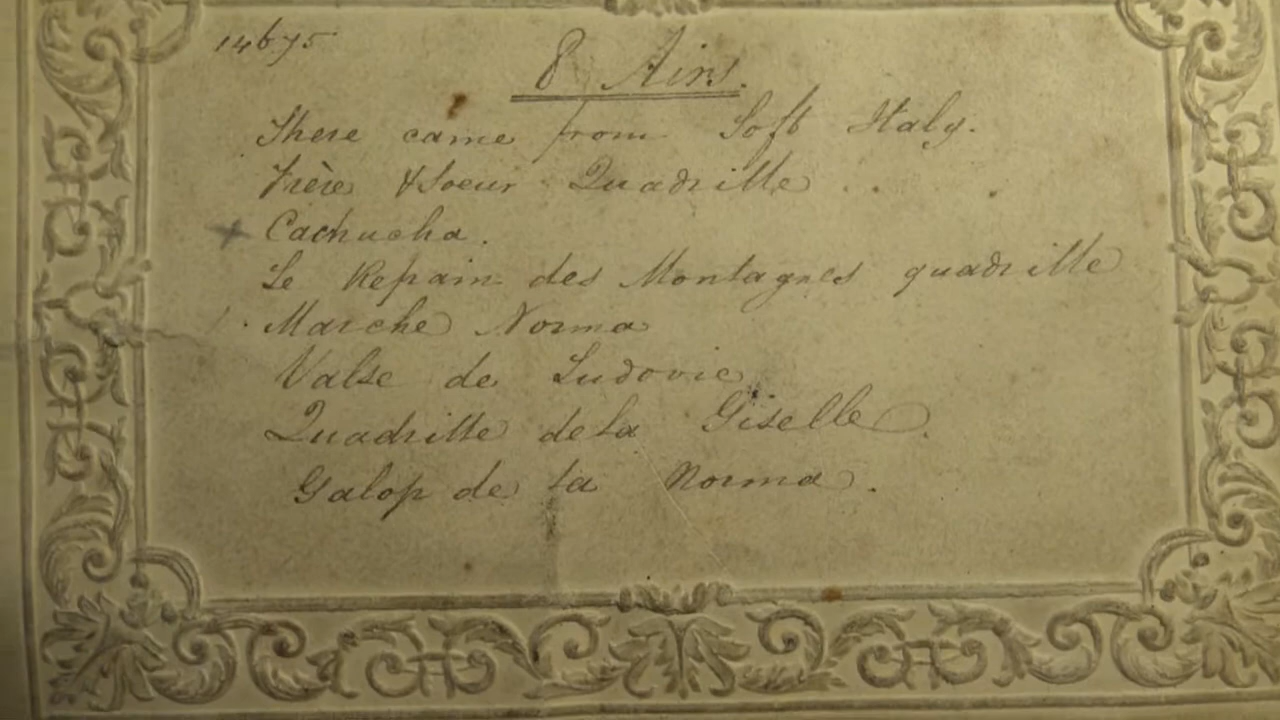 14675
8 Airs.
There came from Soft Italy.
Frère & Soeur Quadrille
+ Cachucha.
Le Repain des Montagnes quadrille
Marche Norma
Valse de Ludovic
Quadrille de la Giselle.
Galop de la Norma.